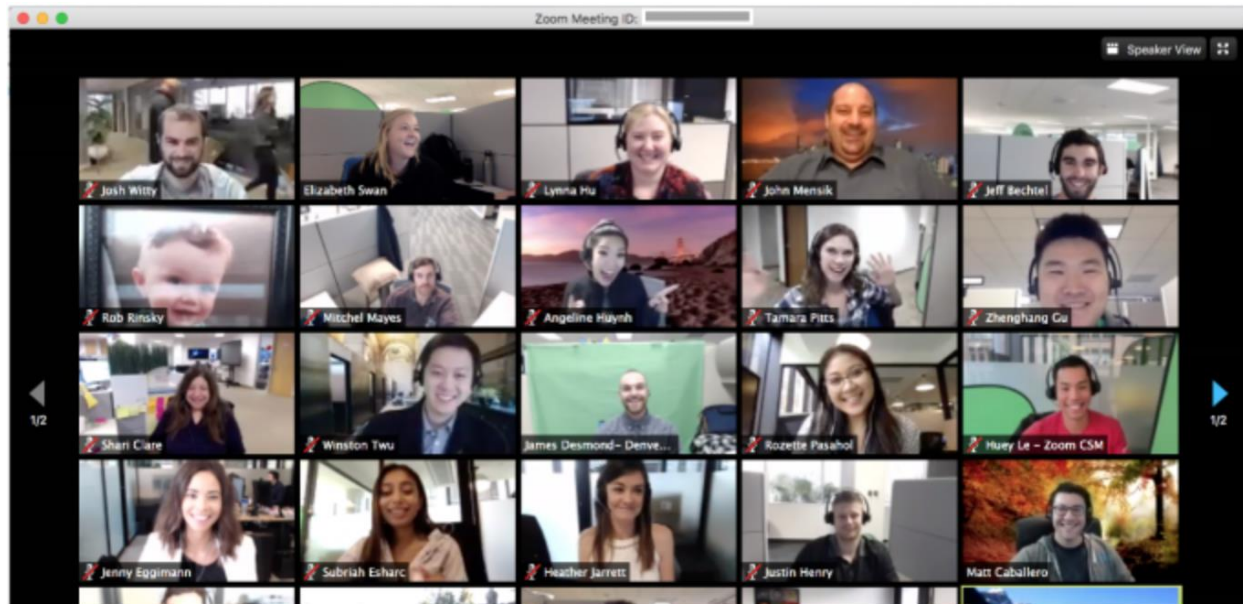 Zoom Meeting ID:
Speaker View
Josh Witty
Elizabeth Swan
Lynna Hu
John Mensik
Jeff Bechtel
Rob Rinsky
Mitchel Mayes
Angeline Huynh
Tamara Pitts
Zhenghang Gu
Shari Clare
Winston Twu
James Desmond- Denve...
Rozette Pasahol
Huey Le - Zoom CSM
1/2
1/2
Jenny Eggimann
Subriah Esharc
Heather Jarrett
Justin Henry
Matt Caballero